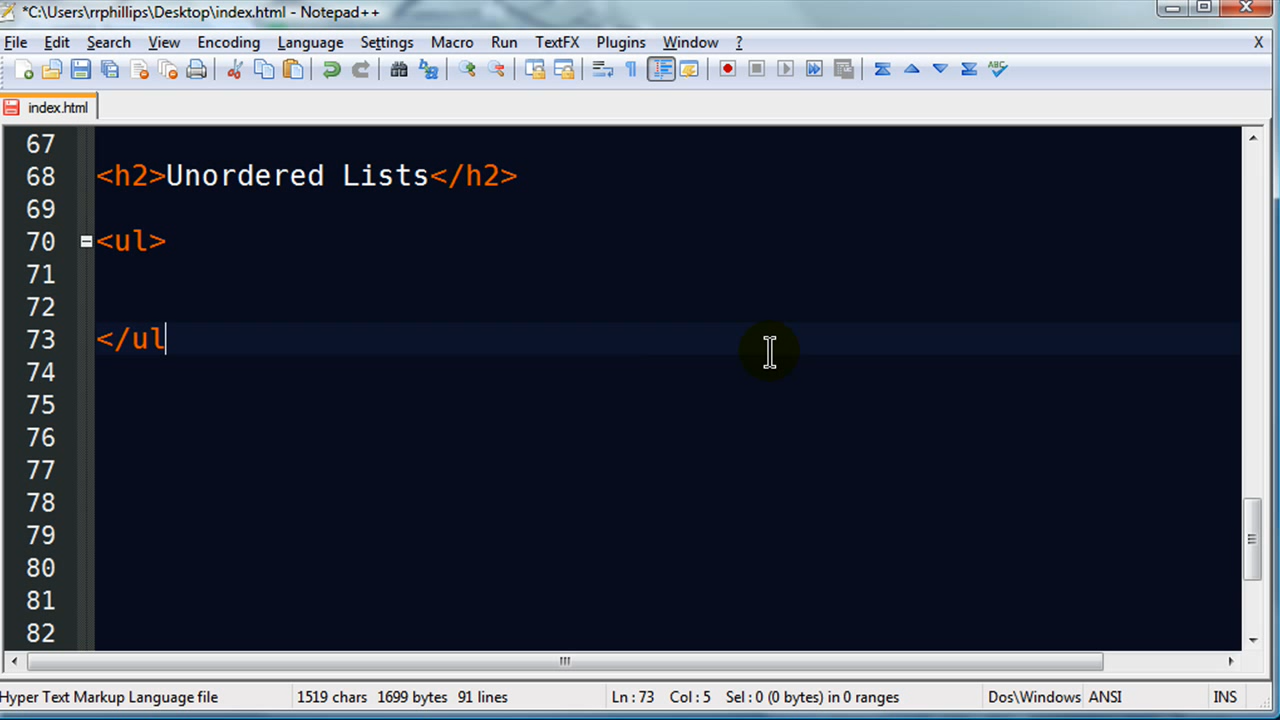 *C:\Users\rrphillips\Desktop\index.html - Notepad++
File Edit Search View Encoding Language Settings Macro Run TextFX Plugins Window ? X
ABC
index.html
67
68 <h2>Unordered Lists</h2>
69
70 <ul>
71
72
73 </ul
74
75
76
77
78
79
80
81
82
Hyper Text Markup Language file 1519 chars 1699 bytes 91 lines Ln : 73 Col : 5 Sel : 0 (0 bytes) in 0 ranges Dos\Windows ANSI INS